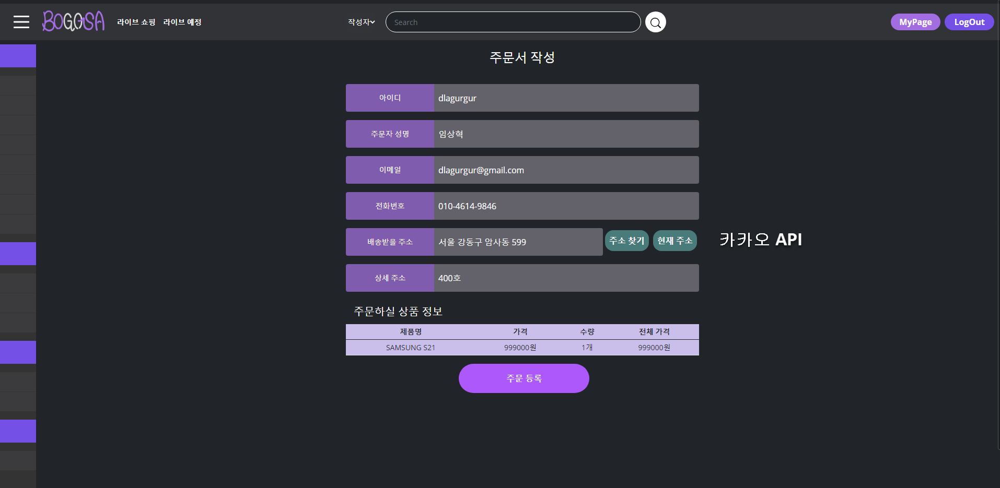 BOGOSA 라이브 쇼핑 라이브 예정 작성자 Search MyPage LogOut
주문서 작성
아이디 dlagurgur
주문자 성명 임상혁
이메일 dlagurgur@gmail.com
전화번호 010-4614-9846
배송받을 주소 서울 강동구 암사동 599 주소 찾기 현재 주소 카카오 API
상세 주소 400호
주문하실 상품 정보
제품명 가격 수량 전체 가격
SAMSUNG S21 999000원 1개 999000원
주문 등록